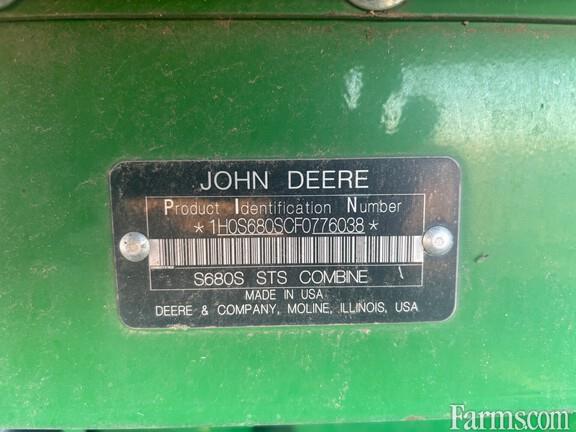 JOHN DEERE
Product Identification Number
*1H0S680SCF0776038*
S680S STS COMBINE
MADE IN USA
DEERE & COMPANY, MOLINE, ILLINOIS, USA
Farms.com